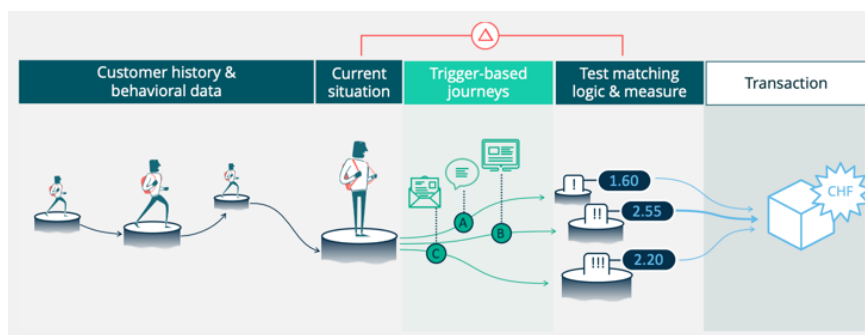 Customer history &
behavioral data
Current
situation
Trigger-based
journeys
Test matching
logic & measure
Transaction
A
B
C
!
1.60
!!
2.55
!!!
2.20
CHF